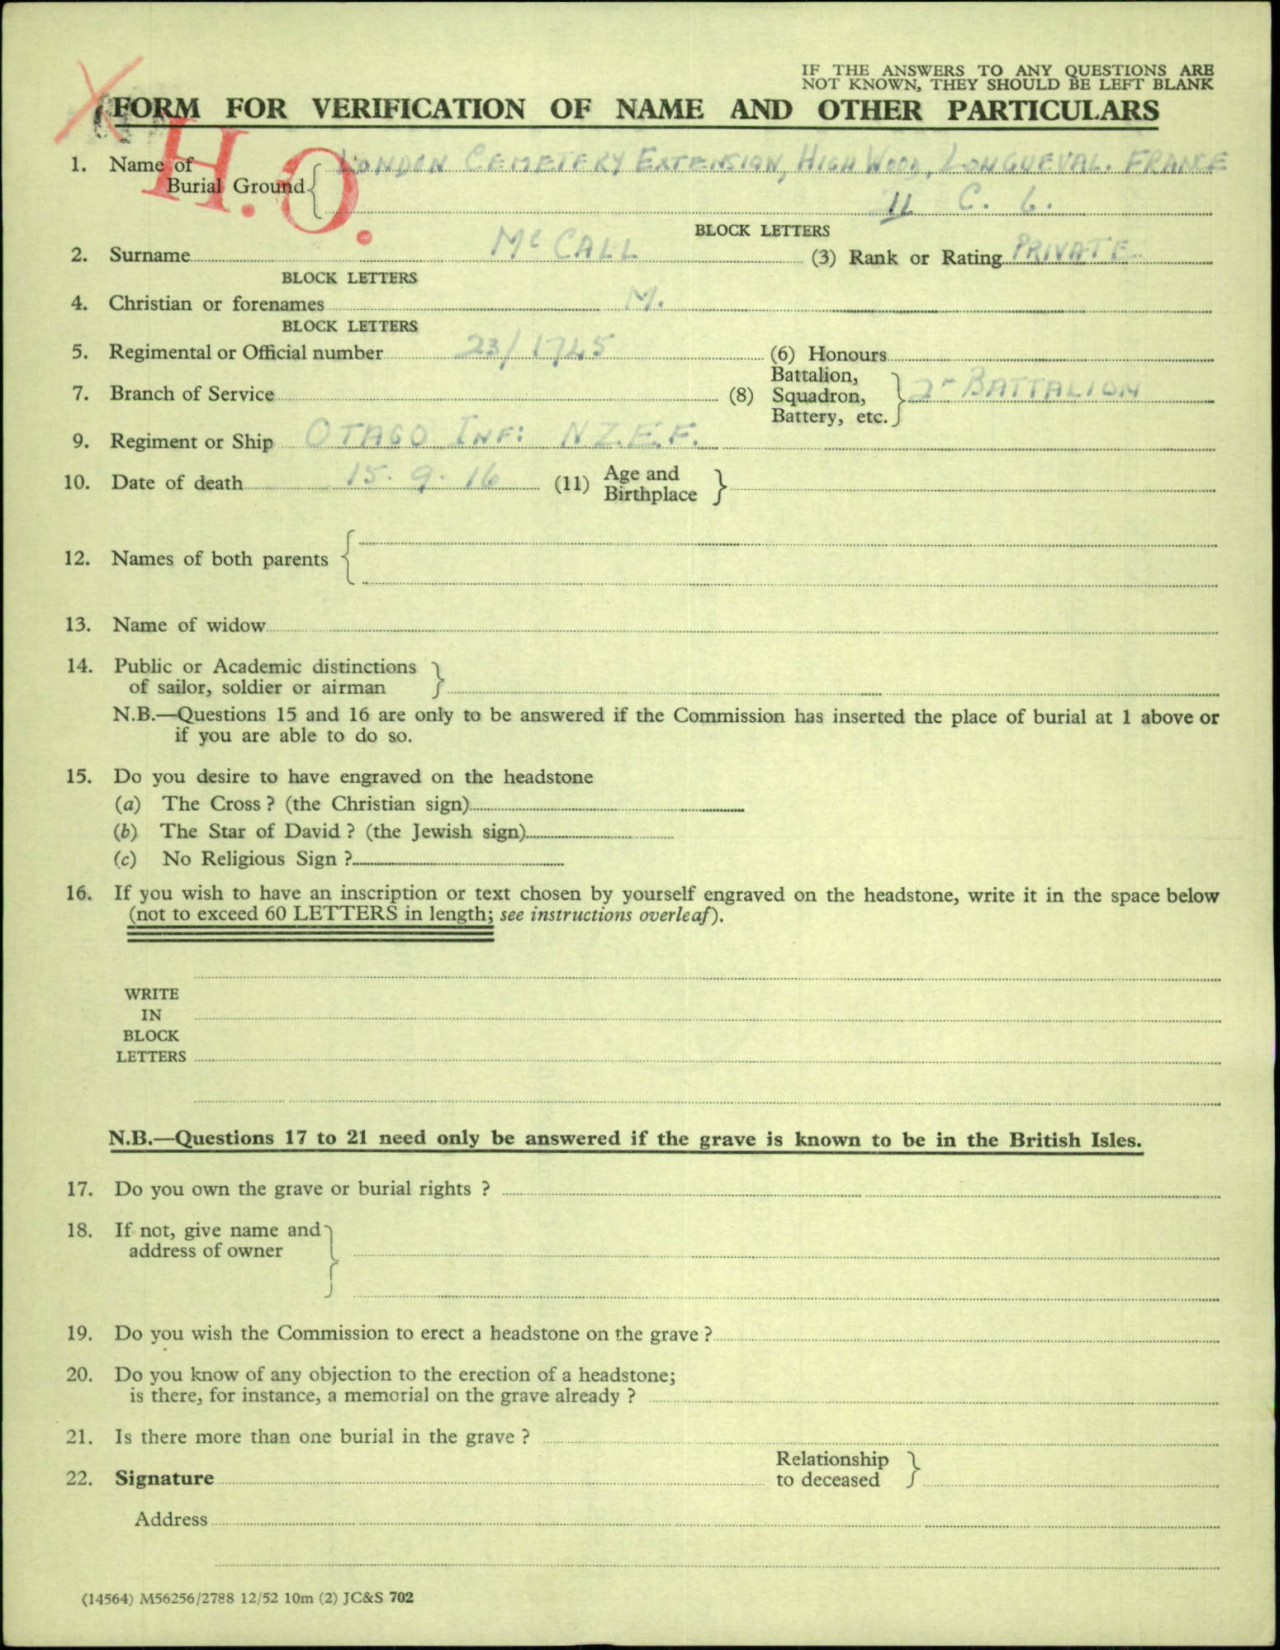 IF THE ANSWERS TO ANY QUESTIONS ARE
NOT KNOWN, THEY SHOULD BE LEFT BLANK
FORM FOR VERIFICATION OF NAME AND OTHER PARTICULARS
H.O.
1. Name of Burial Ground { LONDON CEMETERY EXTENSION, HIGH WOOD, LONGUEVAL. FRANCE
II C. 6.
BLOCK LETTERS
2. Surname McCALL (3) Rank or Rating PRIVATE
BLOCK LETTERS
4. Christian or forenames M.
BLOCK LETTERS
5. Regimental or Official number 23/1745 (6) Honours
7. Branch of Service (8) Battalion, Squadron, Battery, etc. } BATTALION
9. Regiment or Ship OTAGO INF: N.Z.E.F.
10. Date of death 15. 9. 16 (11) Age and Birthplace }
12. Names of both parents {
13. Name of widow
14. Public or Academic distinctions
of sailor, soldier or airman }
N.B.—Questions 15 and 16 are only to be answered if the Commission has inserted the place of burial at 1 above or
if you are able to do so.
15. Do you desire to have engraved on the headstone
(a) The Cross? (the Christian sign)
(b) The Star of David? (the Jewish sign)
(c) No Religious Sign?
16. If you wish to have an inscription or text chosen by yourself engraved on the headstone, write it in the space below
(not to exceed 60 LETTERS in length; see instructions overleaf).
WRITE
IN
BLOCK
LETTERS
N.B.—Questions 17 to 21 need only be answered if the grave is known to be in the British Isles.
17. Do you own the grave or burial rights ?
18. If not, give name and
address of owner }
19. Do you wish the Commission to erect a headstone on the grave ?
20. Do you know of any objection to the erection of a headstone;
is there, for instance, a memorial on the grave already ?
21. Is there more than one burial in the grave ?
22. Signature Relationship to deceased }
Address
(14564) M56256/2788 12/52 10m (2) JC&S 702